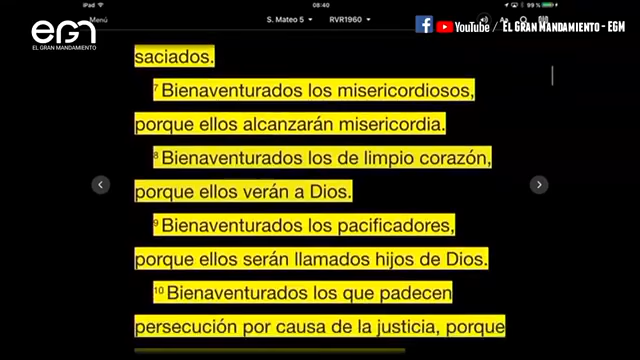 iPad
08:40
99 %
Menú
S. Mateo 5
RVR1960
Aa
EGM
EL GRAN MANDAMIENTO
YouTube / EL GRAN MANDAMIENTO - EGM
saciados.
7 Bienaventurados los misericordiosos,
porque ellos alcanzarán misericordia.
8 Bienaventurados los de limpio corazón,
porque ellos verán a Dios.
9 Bienaventurados los pacificadores,
porque ellos serán llamados hijos de Dios.
10 Bienaventurados los que padecen
persecución por causa de la justicia, porque